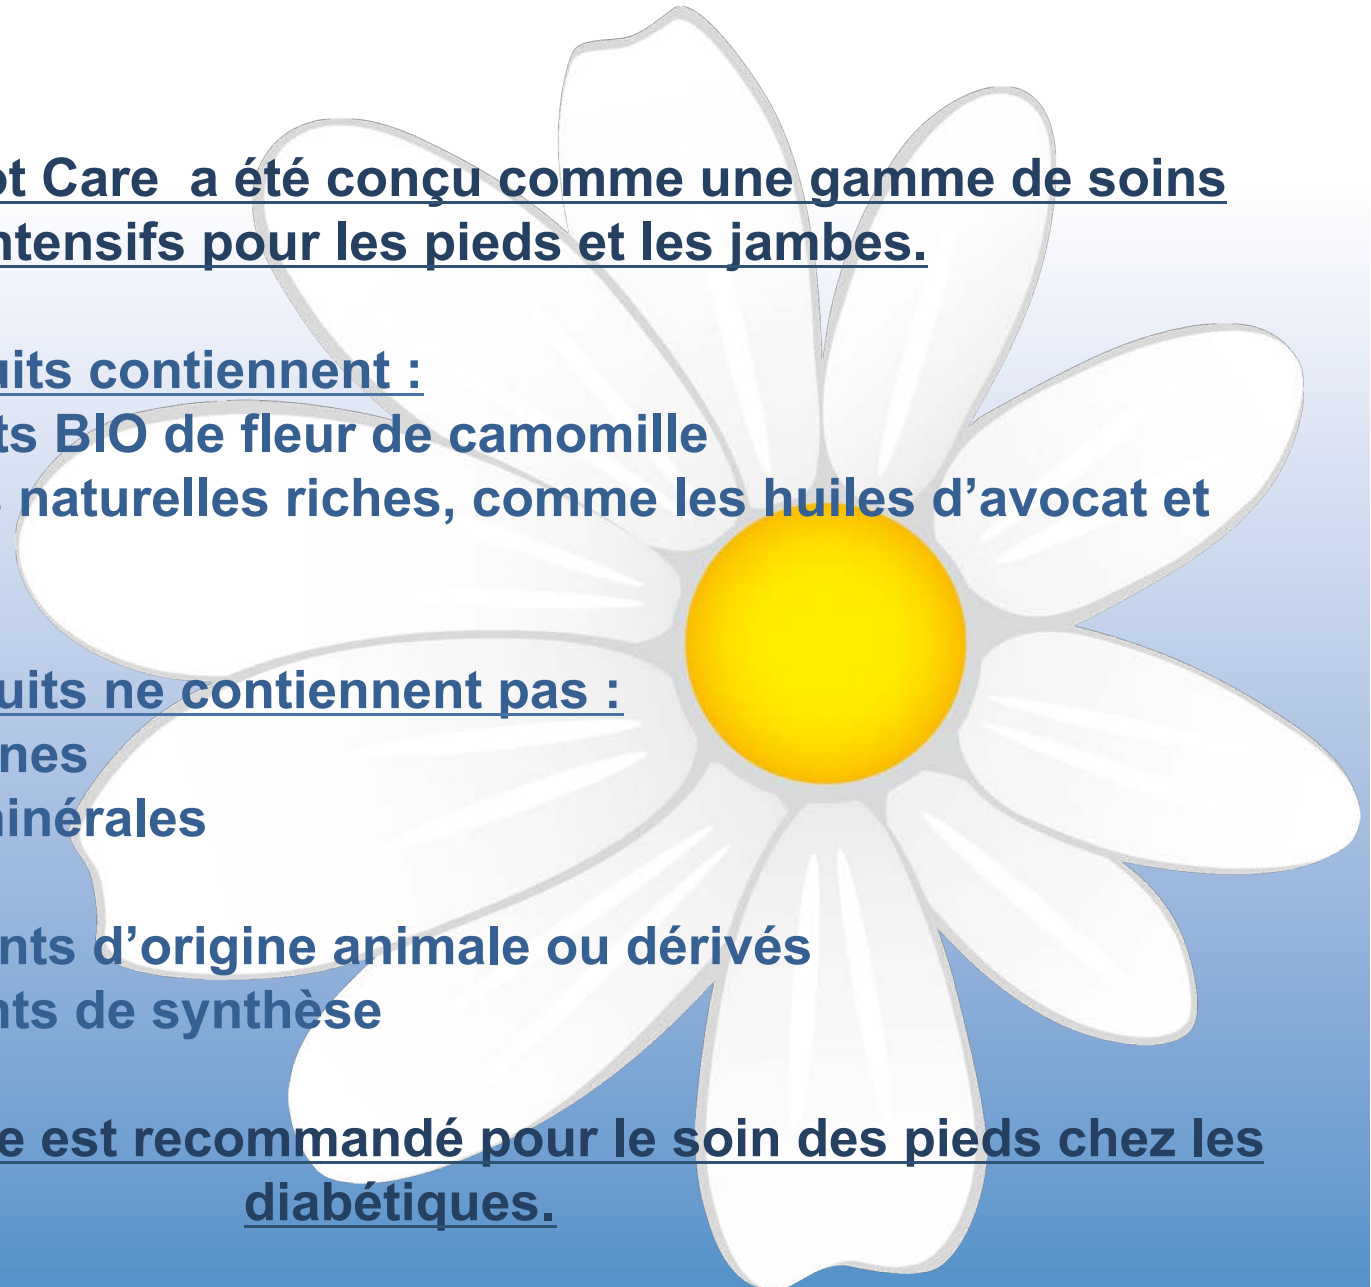 ot Care a été conçu comme une gamme de soins
ntensifs pour les pieds et les jambes.
uits contiennent :
ts BIO de fleur de camomille
s naturelles riches, comme les huiles d’avocat et
uits ne contiennent pas :
nes
inérales
nts d’origine animale ou dérivés
nts de synthèse
e est recommandé pour le soin des pieds chez les
diabétiques.